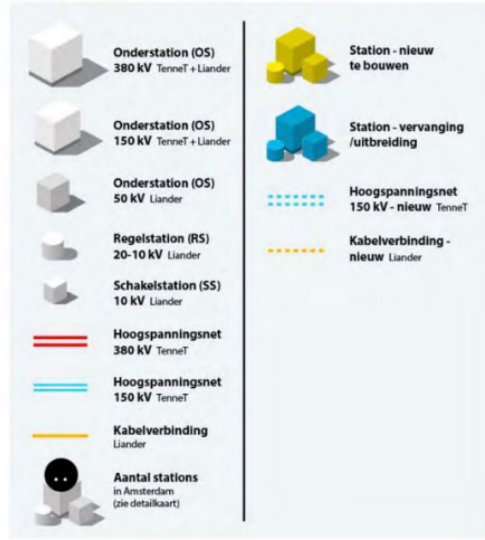 Onderstation (OS)
380 kV TenneT + Liander
Onderstation (OS)
150 kV TenneT + Liander
Onderstation (OS)
50 kV Liander
Regelstation (RS)
20-10 kV Liander
Schakelstation (SS)
10 kV Liander
Hoogspanningsnet
380 kV TenneT
Hoogspanningsnet
150 kV TenneT
Kabelverbinding
Liander
Aantal stations
in Amsterdam
(zie detailkaart)
Station - nieuw
te bouwen
Station - vervanging
/uitbreiding
Hoogspanningsnet
150 kV - nieuw TenneT
Kabelverbinding -
nieuw Liander